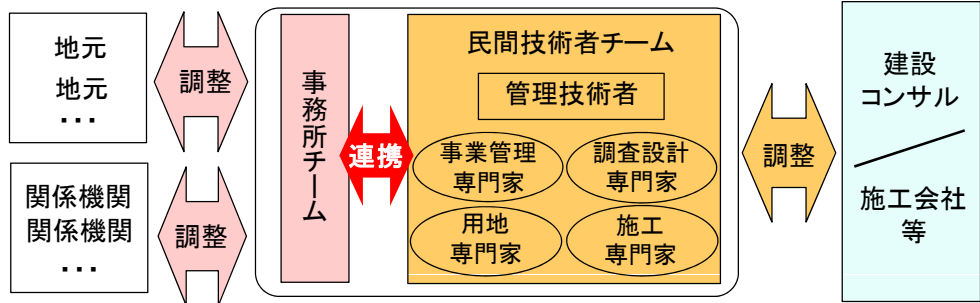 地元
地元
・・・
関係機関
関係機関
・・・
調整
調整
事務所チーム
連携
民間技術者チーム
管理技術者
事業管理
専門家
調査設計
専門家
用地
専門家
施工
専門家
調整
建設
コンサル
施工会社
等